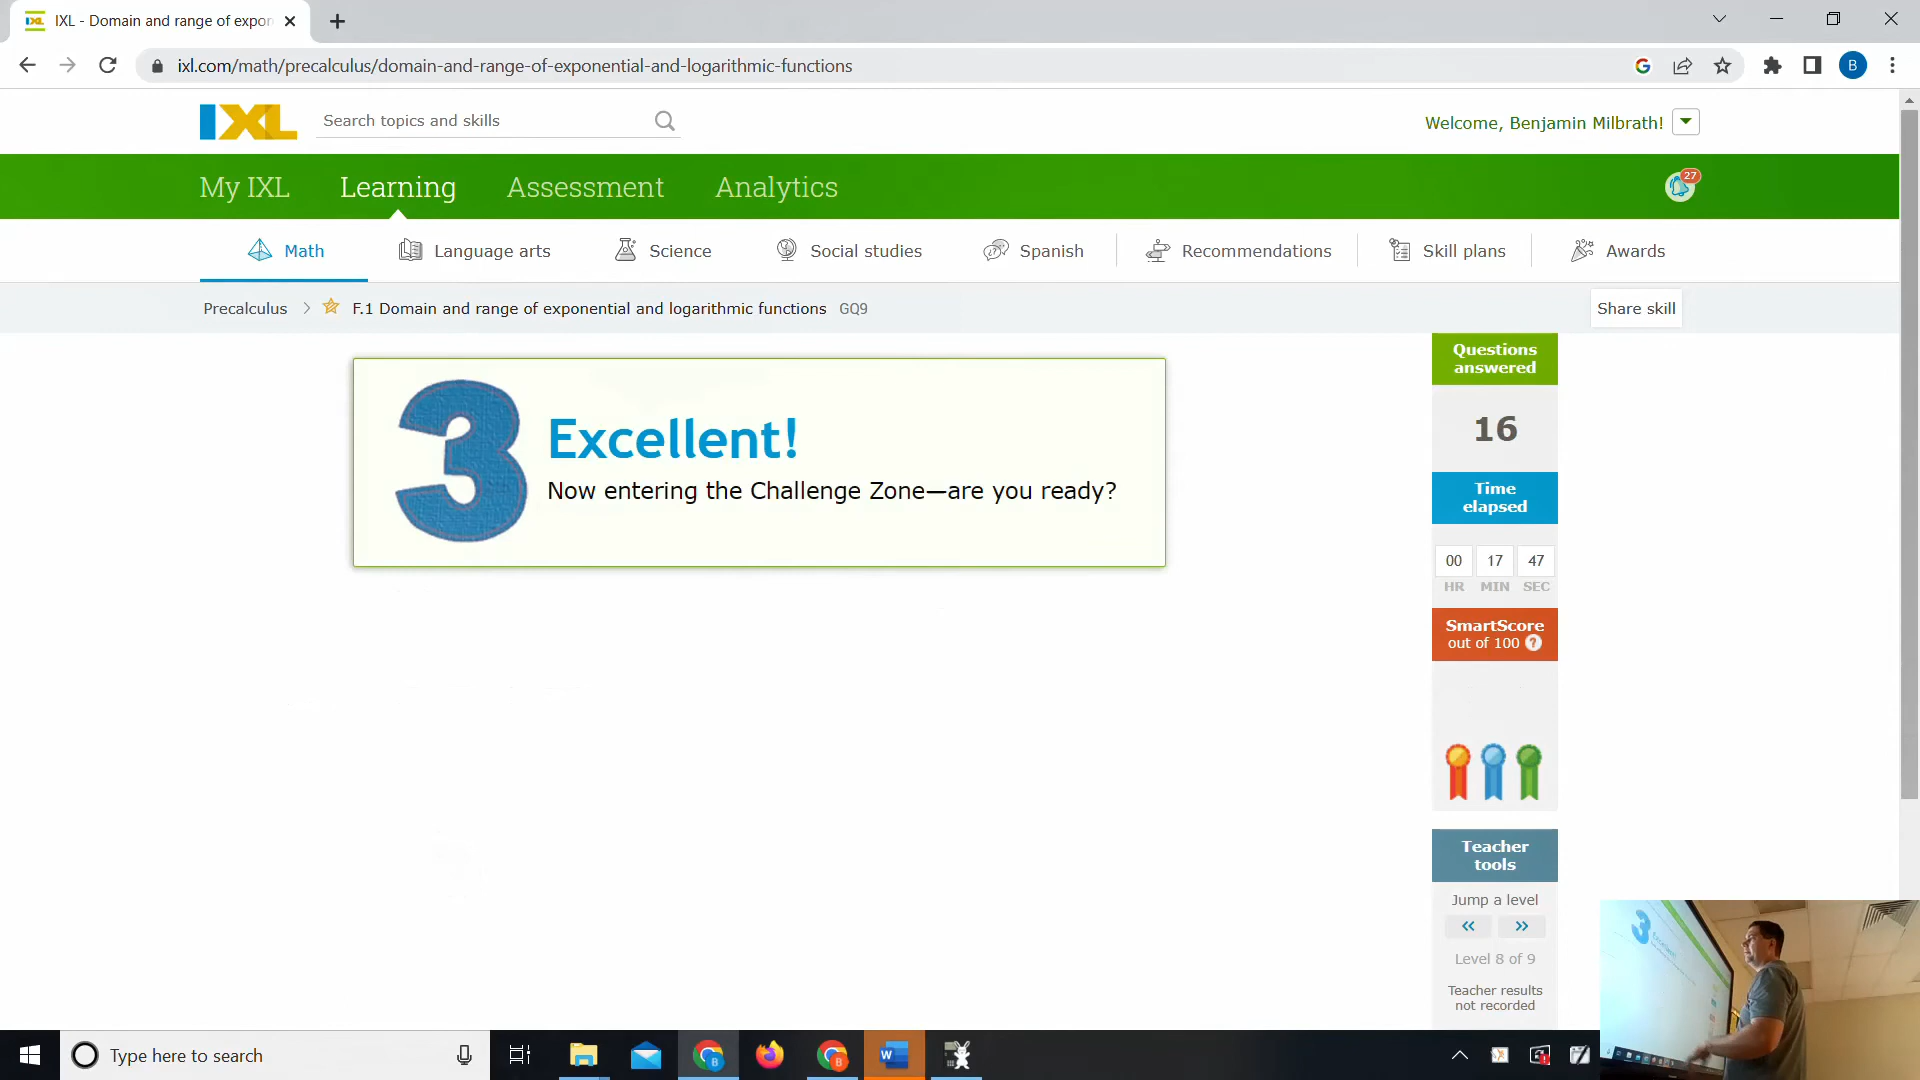 IXL - Domain and range of expon
ixl.com/math/precalculus/domain-and-range-of-exponential-and-logarithmic-functions
B
IXL
Search topics and skills
Welcome, Benjamin Milbrath!
My IXL
Learning
Assessment
Analytics
27
Math
Language arts
Science
Social studies
Spanish
Recommendations
Skill plans
Awards
Precalculus
F.1 Domain and range of exponential and logarithmic functions GQ9
Share skill
3
Excellent!
Now entering the Challenge Zone—are you ready?
Questions
answered
16
Time
elapsed
00 17 47
HR MIN SEC
SmartScore
out of 100 ?
Teacher
tools
Jump a level
Level 8 of 9
Teacher results
not recorded
3
Excellent!
Type here to search